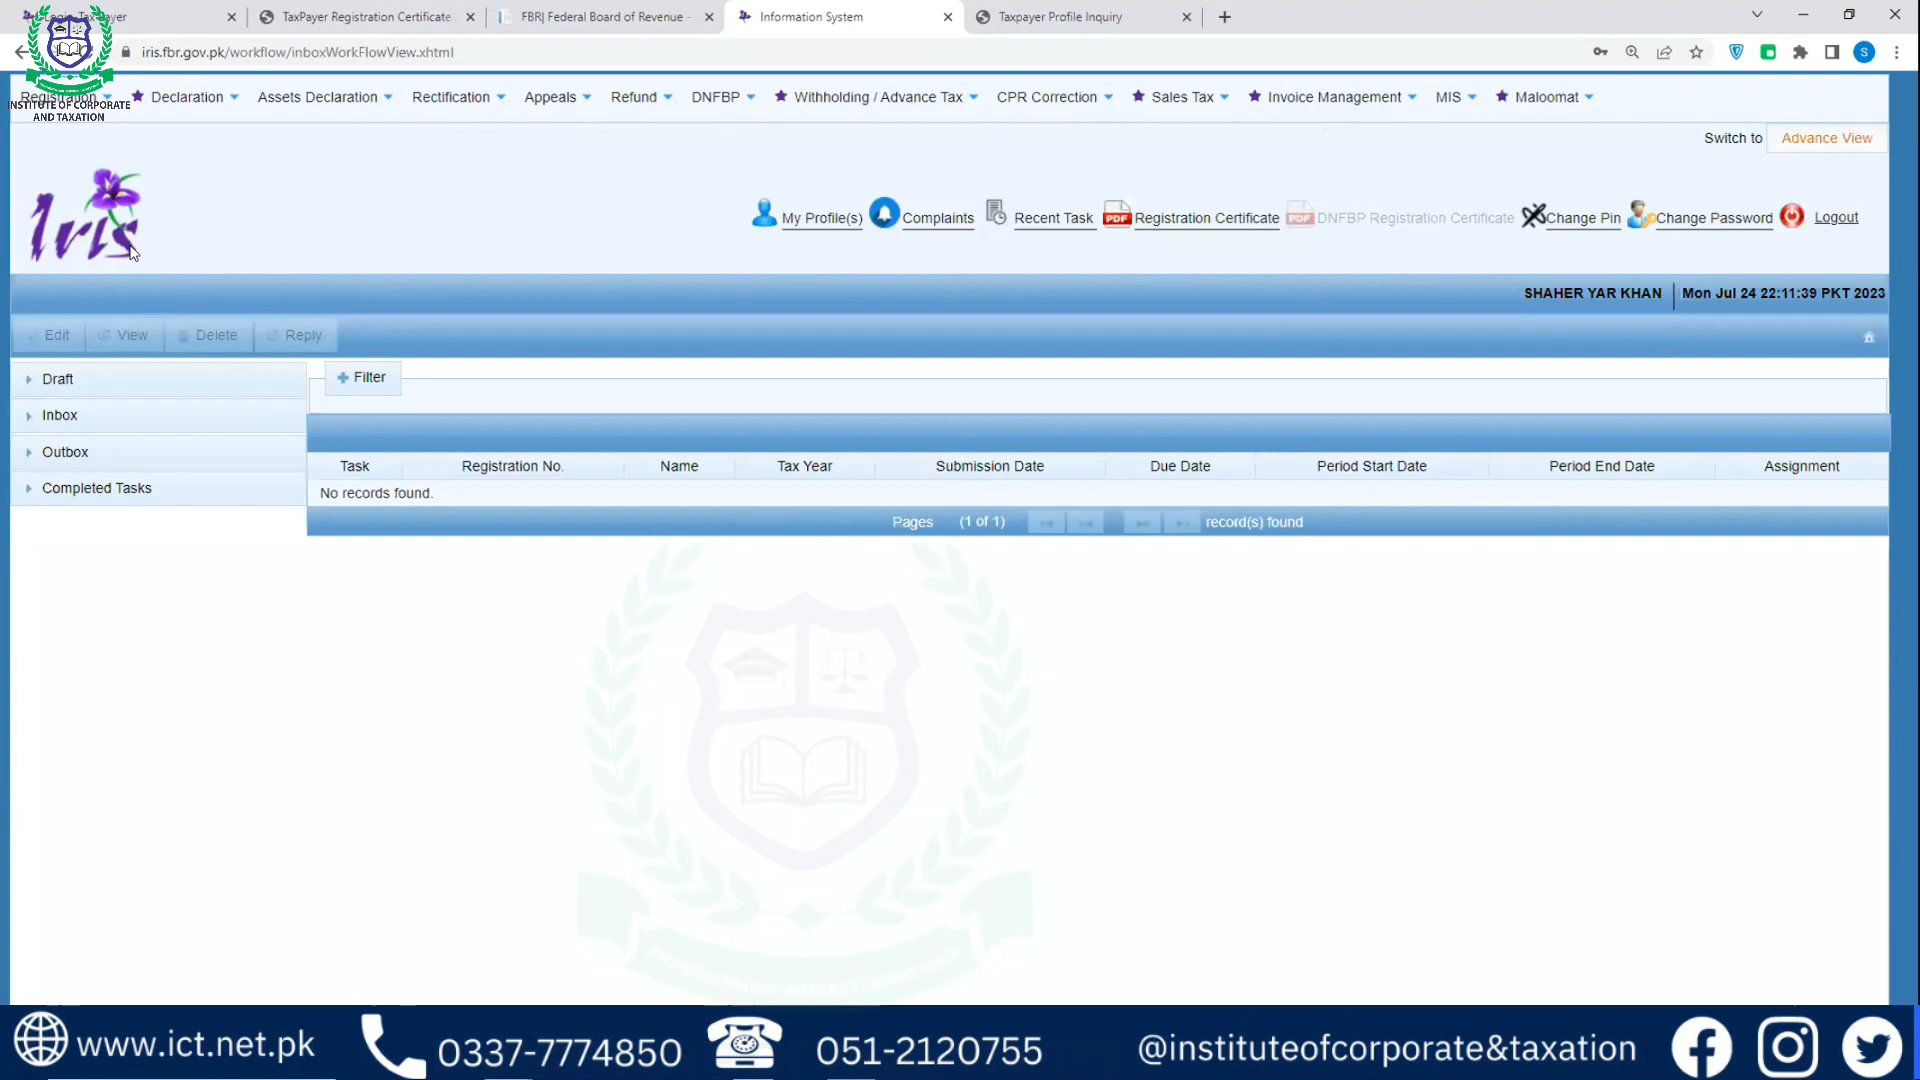 Login Taxpayer
TaxPayer Registration Certificate
FBR| Federal Board of Revenue -
Information System
Taxpayer Profile Inquiry
iris.fbr.gov.pk/workflow/inboxWorkFlowView.xhtml
S
INSTITUTE OF CORPORATE
AND TAXATION
Registration Declaration Assets Declaration Rectification Appeals Refund DNFBP Withholding / Advance Tax CPR Correction Sales Tax Invoice Management MIS Maloomat
Switch to Advance View
Iris
My Profile(s) Complaints Recent Task PDF Registration Certificate PDF DNFBP Registration Certificate Change Pin Change Password Logout
SHAHER YAR KHAN Mon Jul 24 22:11:39 PKT 2023
Edit View Delete Reply
Draft
Inbox
Outbox
Completed Tasks
Filter
Task Registration No. Name Tax Year Submission Date Due Date Period Start Date Period End Date Assignment
No records found.
Pages (1 of 1) record(s) found
www.ict.net.pk 0337-7774850 051-2120755 @instituteofcorporate&taxation